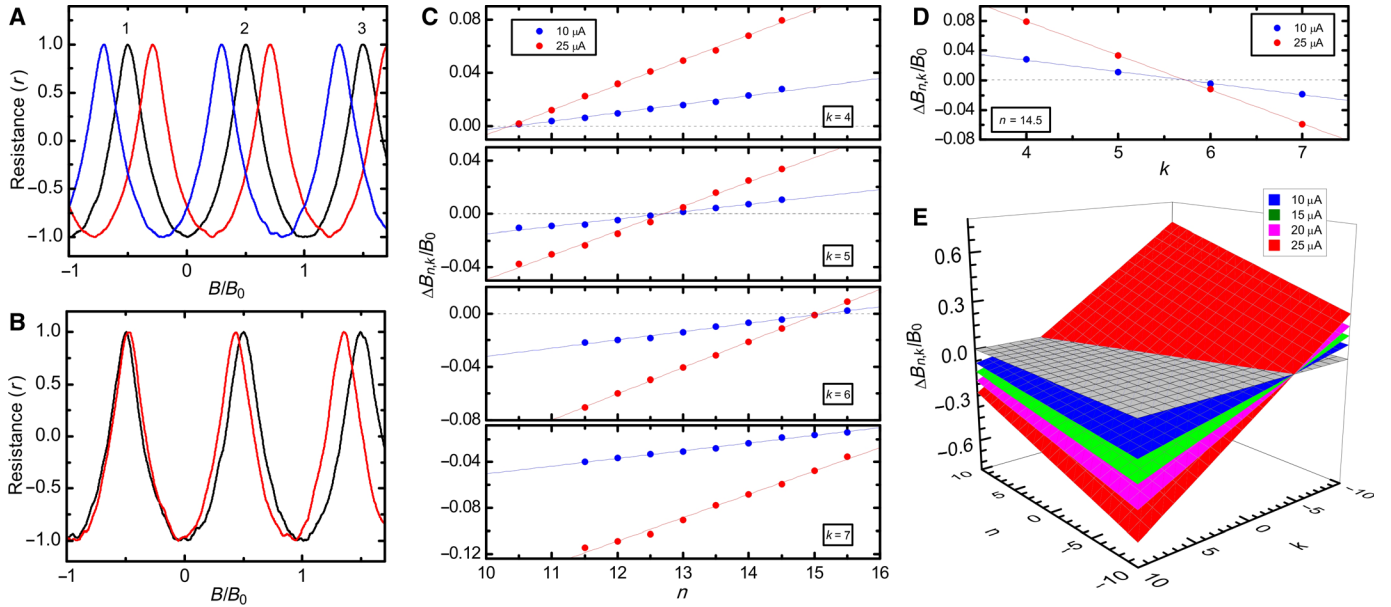 A
1 2 3
Resistance (r)
1.0
0.5
0.0
−0.5
−1.0
−1 0 1
B/B0
B
Resistance (r)
1.0
0.5
0.0
−0.5
−1.0
−1 0 1
B/B0
C
ΔBn,k/B0
10 μA
25 μA
0.08
0.04
0.00
k = 4
0.04
0.00
−0.04
k = 5
0.00
−0.04
−0.08
k = 6
−0.04
−0.08
−0.12
k = 7
10 11 12 13 14 15 16
n
D
ΔBn,k/B0
0.08
0.04
0.00
−0.04
−0.08
10 μA
25 μA
n = 14.5
4 5 6 7
k
E
10 μA
15 μA
20 μA
25 μA
ΔBn,k/B0
0.6
0.3
0.0
−0.3
−0.6
10 5 0 −5 −10
n
10 5 0 −5 −10
k